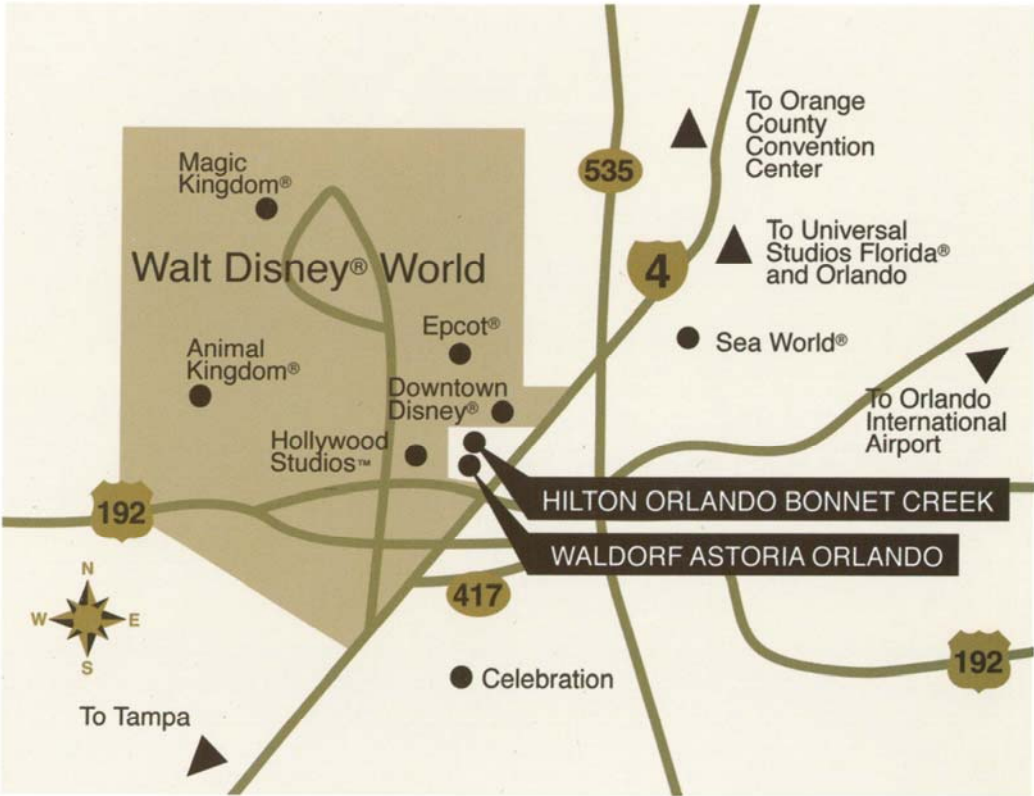 To Orange
County
Convention
Center
535
Magic
Kingdom®
To Universal
Studios Florida®
and Orlando
Walt Disney® World
4
Epcot®
Sea World®
Animal
Kingdom®
Downtown
Disney®
To Orlando
International
Airport
Hollywood
Studios™
HILTON ORLANDO BONNET CREEK
192
WALDORF ASTORIA ORLANDO
N
W
E
S
417
192
Celebration
To Tampa